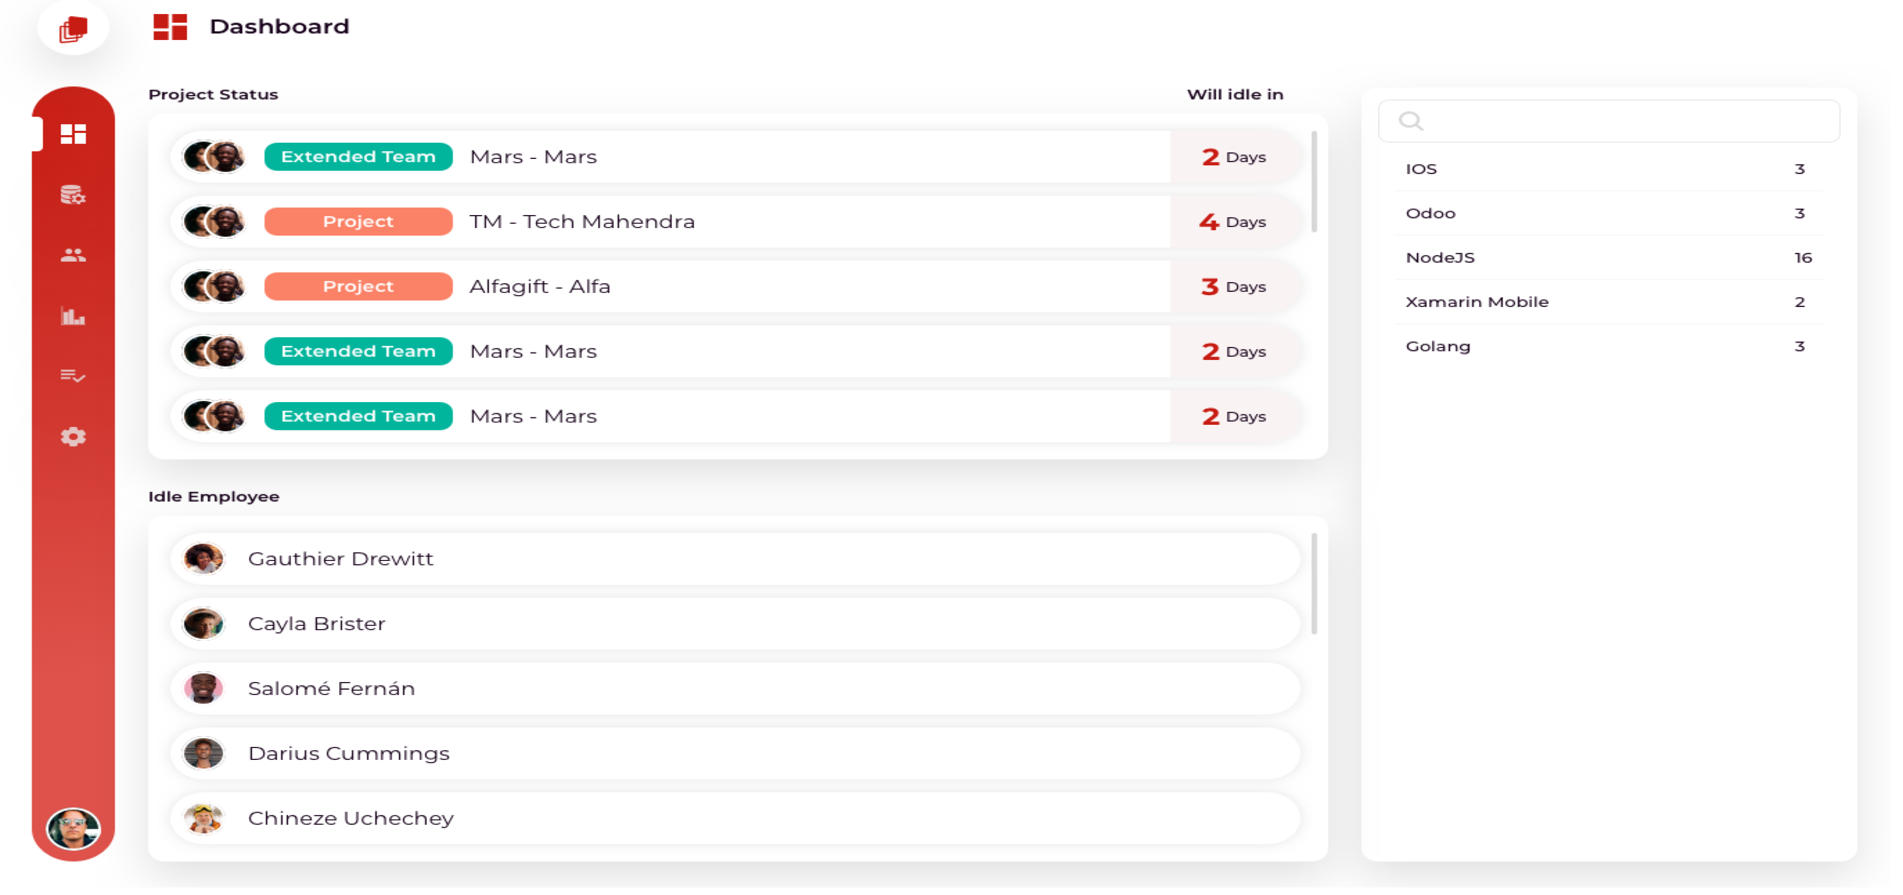 Dashboard
Project Status
Will idle in
Extended Team Mars - Mars 2 Days
Project TM - Tech Mahendra 4 Days
Project Alfagift - Alfa 3 Days
Extended Team Mars - Mars 2 Days
Extended Team Mars - Mars 2 Days
Idle Employee
Gauthier Drewitt
Cayla Brister
Salomé Fernán
Darius Cummings
Chineze Uchechey
IOS 3
Odoo 3
NodeJS 16
Xamarin Mobile 2
Golang 3